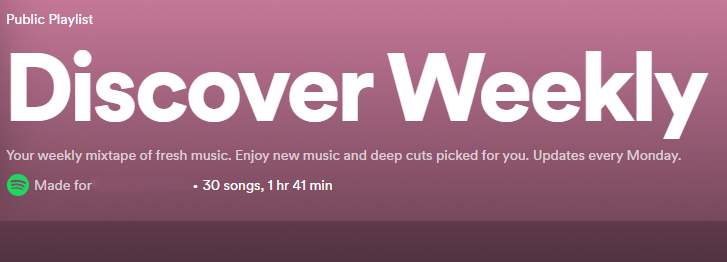 Public Playlist
Discover Weekly
Your weekly mixtape of fresh music. Enjoy new music and deep cuts picked for you. Updates every Monday.
Made for • 30 songs, 1 hr 41 min